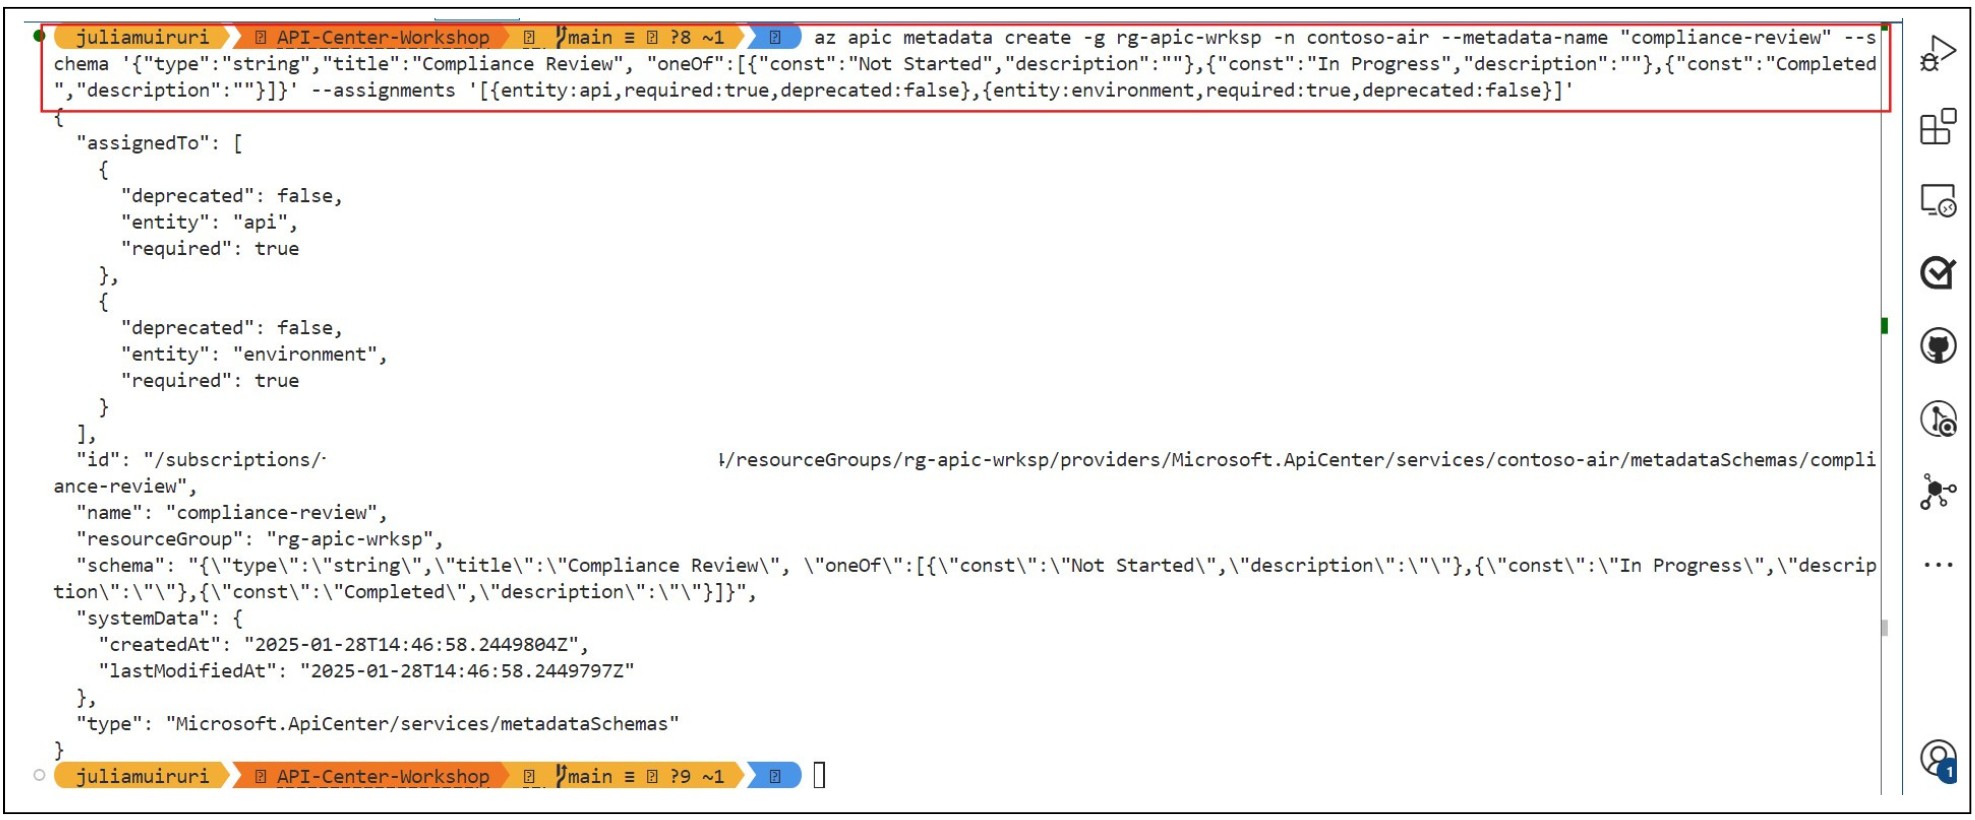 juliamuiruri API-Center-Workshop main ≡ ?8 ~1 az apic metadata create -g rg-apic-wrksp -n contoso-air --metadata-name "compliance-review" --s
chema '{"type":"string","title":"Compliance Review", "oneOf":[{"const":"Not Started","description":""},{"const":"In Progress","description":""},{"const":"Completed
","description":""}]}' --assignments '[{entity:api,required:true,deprecated:false},{entity:environment,required:true,deprecated:false}]'
{
"assignedTo": [
{
"deprecated": false,
"entity": "api",
"required": true
},
{
"deprecated": false,
"entity": "environment",
"required": true
}
],
"id": "/subscriptions/ /resourceGroups/rg-apic-wrksp/providers/Microsoft.ApiCenter/services/contoso-air/metadataSchemas/compli
ance-review",
"name": "compliance-review",
"resourceGroup": "rg-apic-wrksp",
"schema": "{\"type\":\"string\",\"title\":\"Compliance Review\", \"oneOf\":[{\"const\":\"Not Started\",\"description\":\"\"},{\"const\":\"In Progress\",\"descrip
tion\":\"\"},{\"const\":\"Completed\",\"description\":\"\"}]}",
"systemData": {
"createdAt": "2025-01-28T14:46:58.2449804Z",
"lastModifiedAt": "2025-01-28T14:46:58.2449797Z"
},
"type": "Microsoft.ApiCenter/services/metadataSchemas"
}
juliamuiruri API-Center-Workshop main ≡ ?9 ~1
1